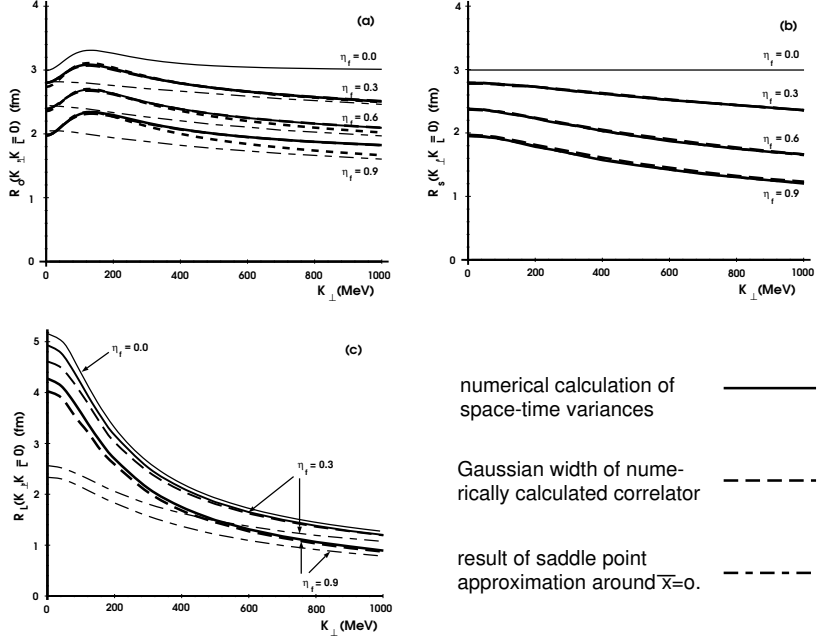 (a)
4
3
2
1
0
η_f = 0.0
η_f = 0.3
η_f = 0.6
η_f = 0.9
0 200 400 600 800 1000
K_⊥ (MeV)
R_o(K_⊥, K_L=0) (fm)
(b)
4
3
2
1
0
η_f = 0.0
η_f = 0.3
η_f = 0.6
η_f = 0.9
0 200 400 600 800 1000
K_⊥ (MeV)
R_s(K_⊥, K_L=0) (fm)
(c)
5
4
3
2
1
0
η_f = 0.0
η_f = 0.3
η_f = 0.9
0 200 400 600 800 1000
K_⊥ (MeV)
R_L(K_⊥, K_L=0) (fm)
numerical calculation of
space-time variances
Gaussian width of nume-
rically calculated correlator
result of saddle point
approximation around x̅=o.